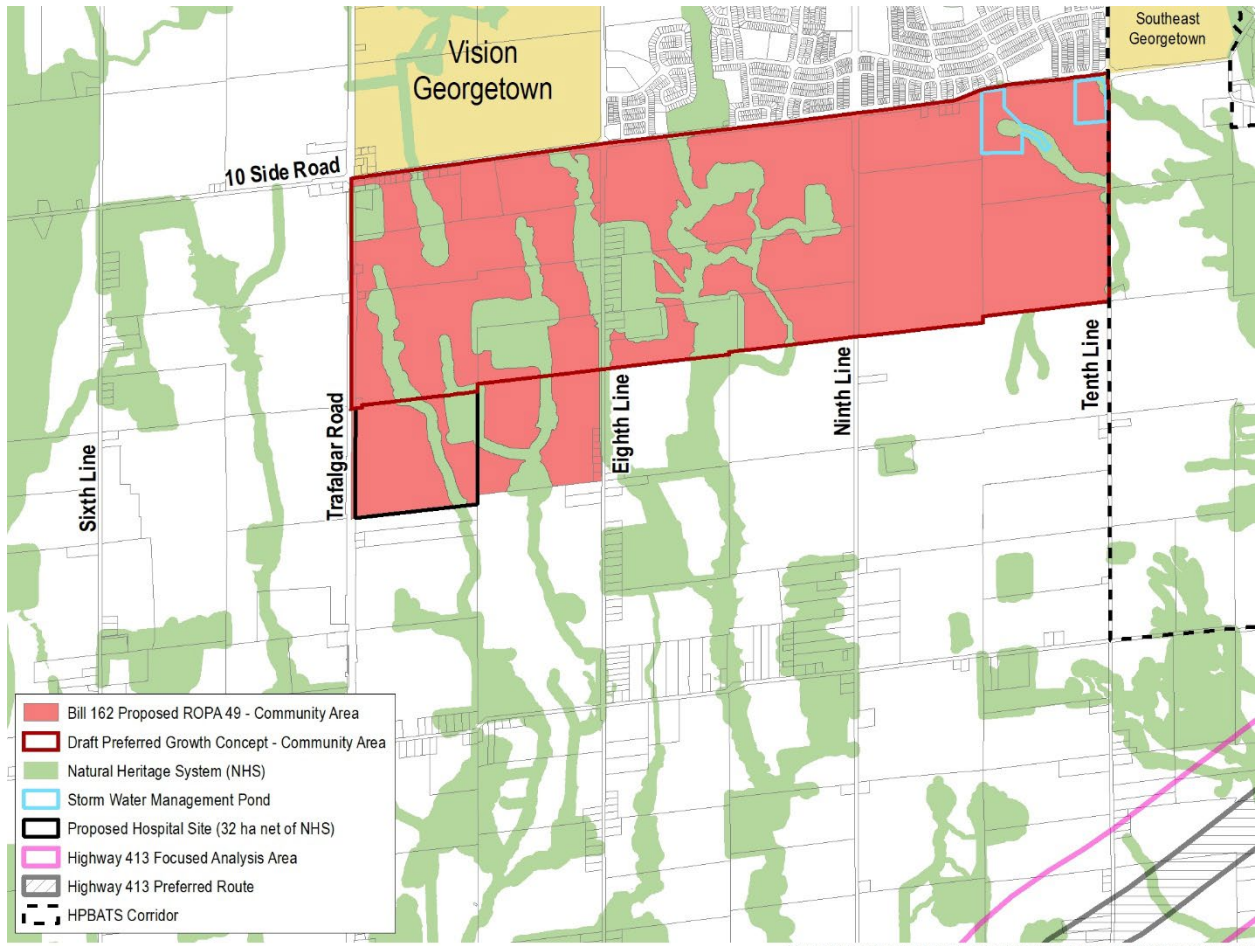 Vision
Georgetown
Southeast
Georgetown
10 Side Road
Sixth Line
Trafalgar Road
Eighth Line
Ninth Line
Tenth Line
Bill 162 Proposed ROPA 49 - Community Area
Draft Preferred Growth Concept - Community Area
Natural Heritage System (NHS)
Storm Water Management Pond
Proposed Hospital Site (32 ha net of NHS)
Highway 413 Focused Analysis Area
Highway 413 Preferred Route
HPBATS Corridor